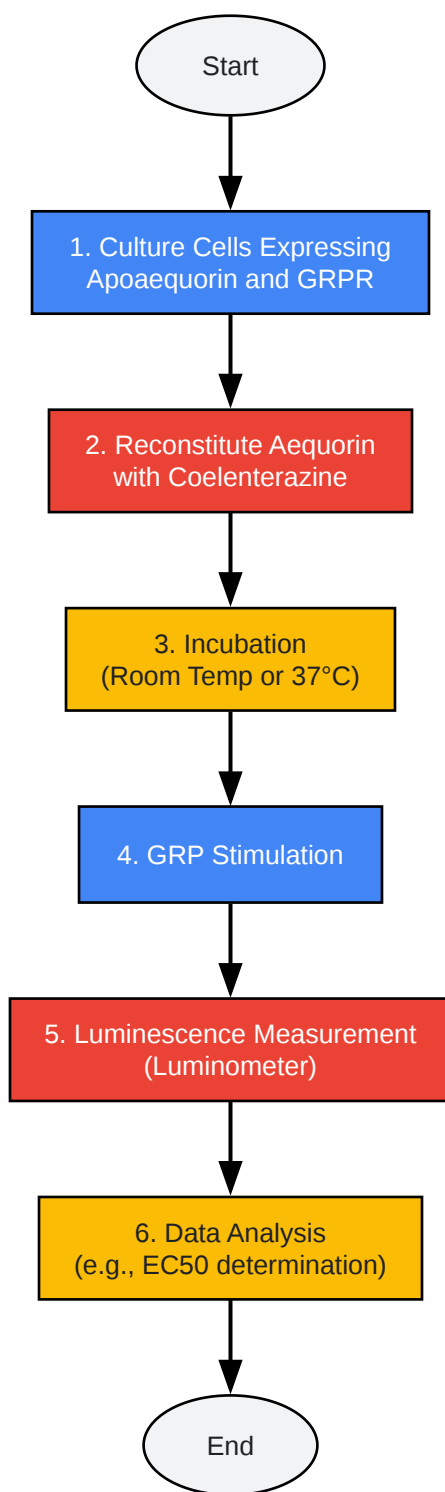 Start
1. Culture Cells Expressing
Apoaequorin and GRPR
2. Reconstitute Aequorin
with Coelenterazine
3. Incubation
(Room Temp or 37°C)
4. GRP Stimulation
5. Luminescence Measurement
(Luminometer)
6. Data Analysis
(e.g., EC50 determination)
End